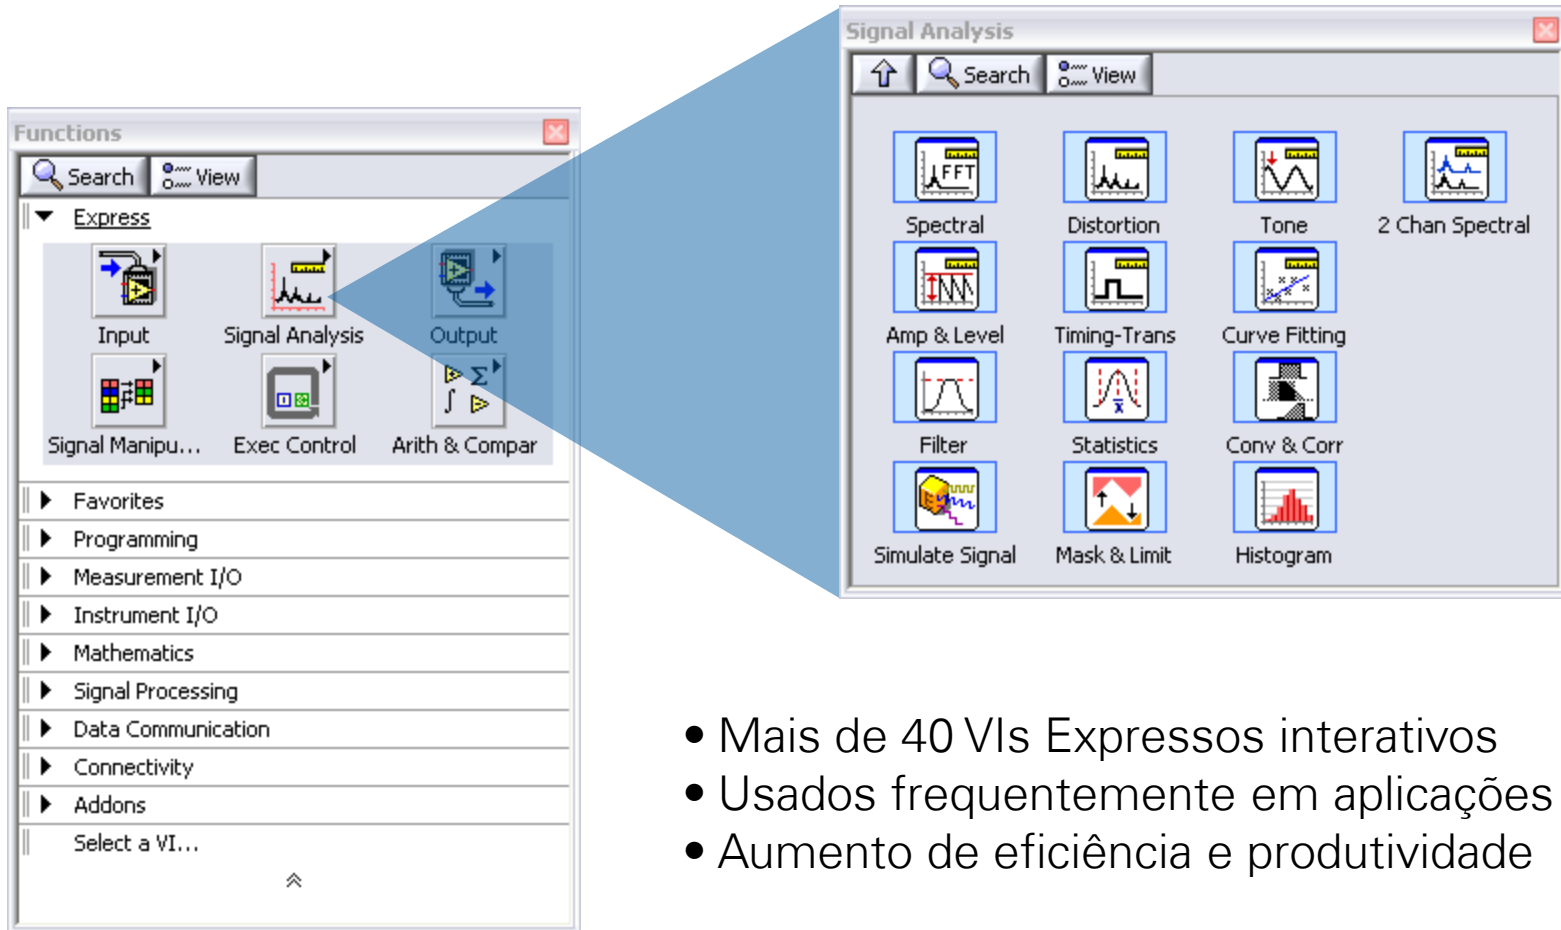 Functions
Search View
Express
Input Signal Analysis Output
Signal Manipu... Exec Control Arith & Compar
Favorites
Programming
Measurement I/O
Instrument I/O
Mathematics
Signal Processing
Data Communication
Connectivity
Addons
Select a VI...
Signal Analysis
Search View
FFT
Spectral Distortion Tone 2 Chan Spectral
Amp & Level Timing-Trans Curve Fitting
Filter Statistics Conv & Corr
Simulate Signal Mask & Limit Histogram
• Mais de 40 VIs Expressos interativos
• Usados frequentemente em aplicações
• Aumento de eficiência e produtividade